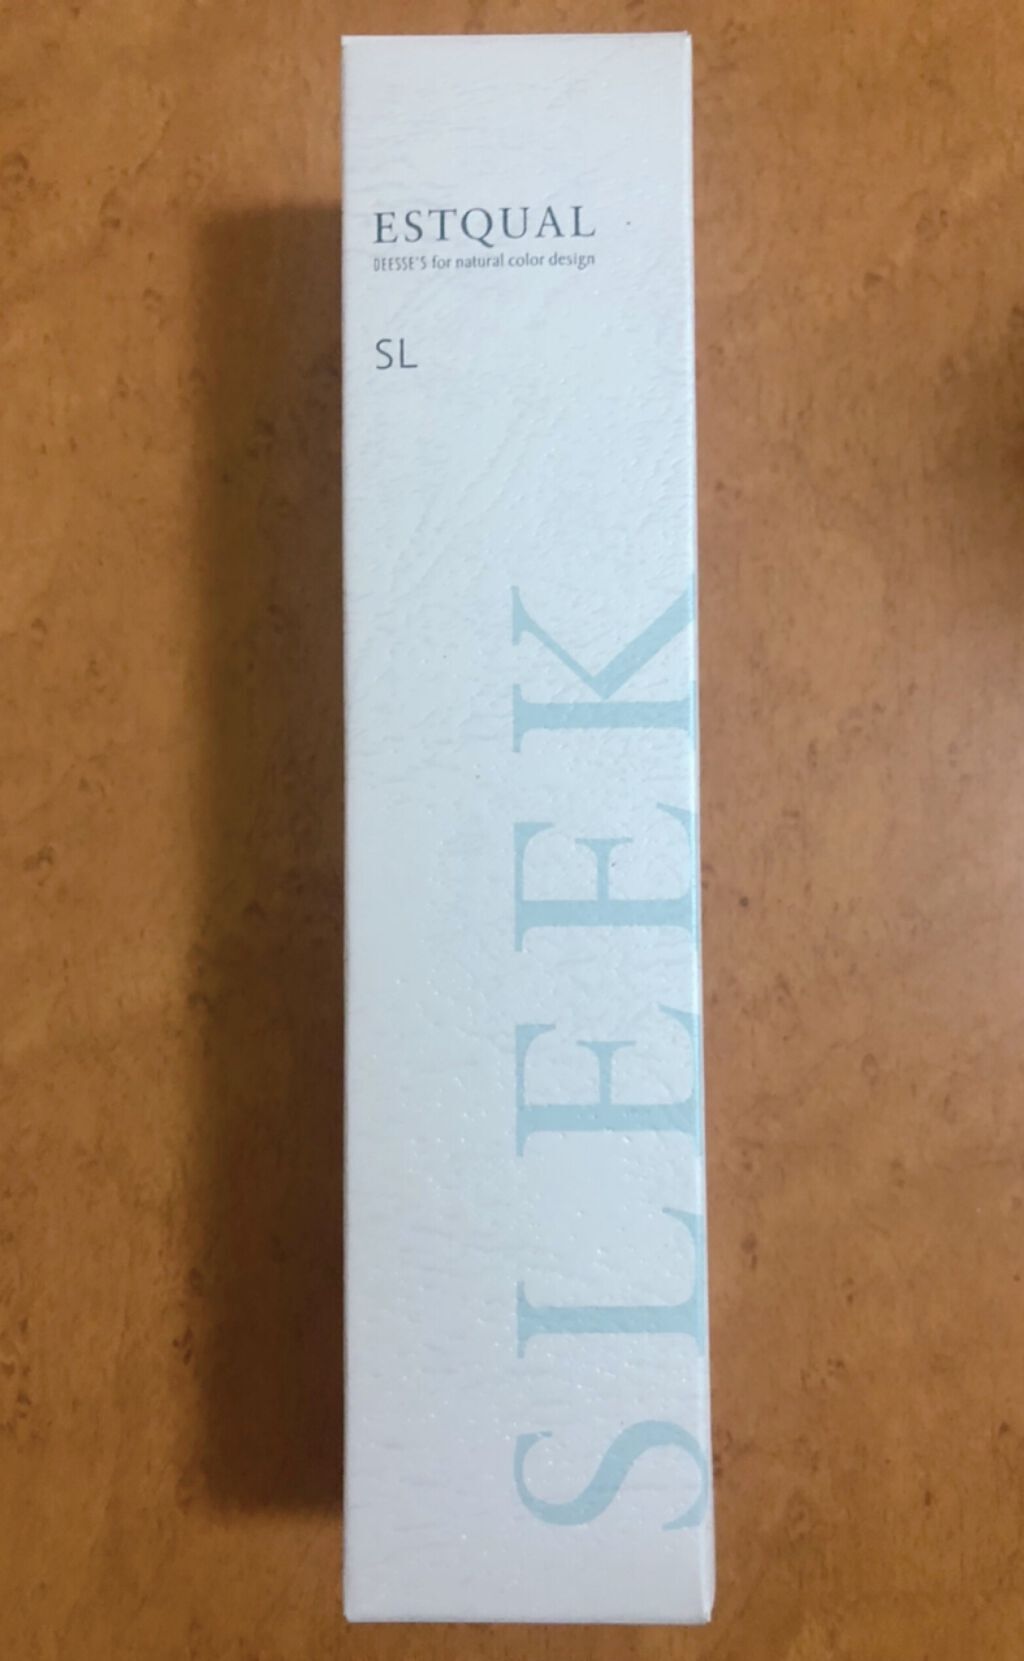 ESTQUAL
DEESSE'S for natural color design
SL
SLEEK